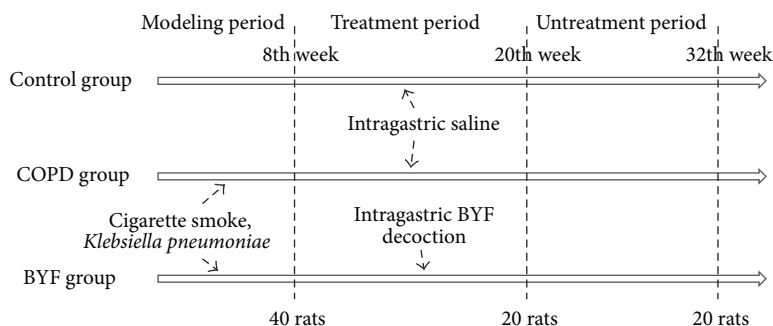 Modeling period
Treatment period
Untreatment period
8th week
20th week
32th week
Control group
Intragastric saline
COPD group
Cigarette smoke,
Klebsiella pneumoniae
Intragastric BYF
decoction
BYF group
40 rats
20 rats
20 rats